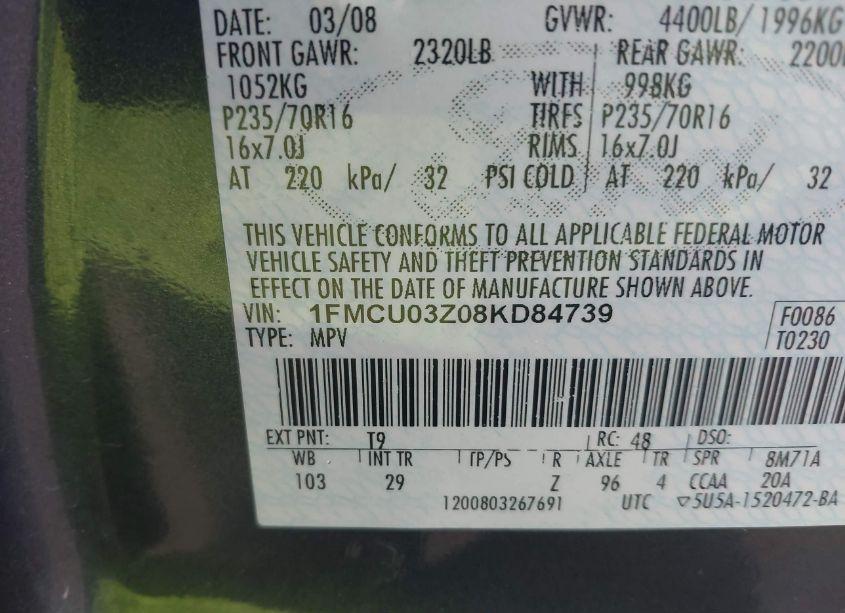 DATE: 03/08 GVWR: 4400LB/ 1996KG
FRONT GAWR: 2320LB REAR GAWR: 2200
1052KG WITH 998KG
P235/70R16 TIRES P235/70R16
16x7.0J RIMS 16x7.0J
AT 220 kPa/ 32 PSI COLD AT 220 kPa/ 32
THIS VEHICLE CONFORMS TO ALL APPLICABLE FEDERAL MOTOR
VEHICLE SAFETY AND THEFT PREVENTION STANDARDS IN
EFFECT ON THE DATE OF MANUFACTURE SHOWN ABOVE.
VIN: 1FMCU03Z08KD84739 F0086
TYPE: MPV T0230
EXT PNT: T9 RC: 48 DSO:
WB INT TR TP/PS R AXLE TR SPR 8M71A
103 29 Z 96 4 CCAA 20A
1200803267691 UTC ▽5U5A-1520472-BA